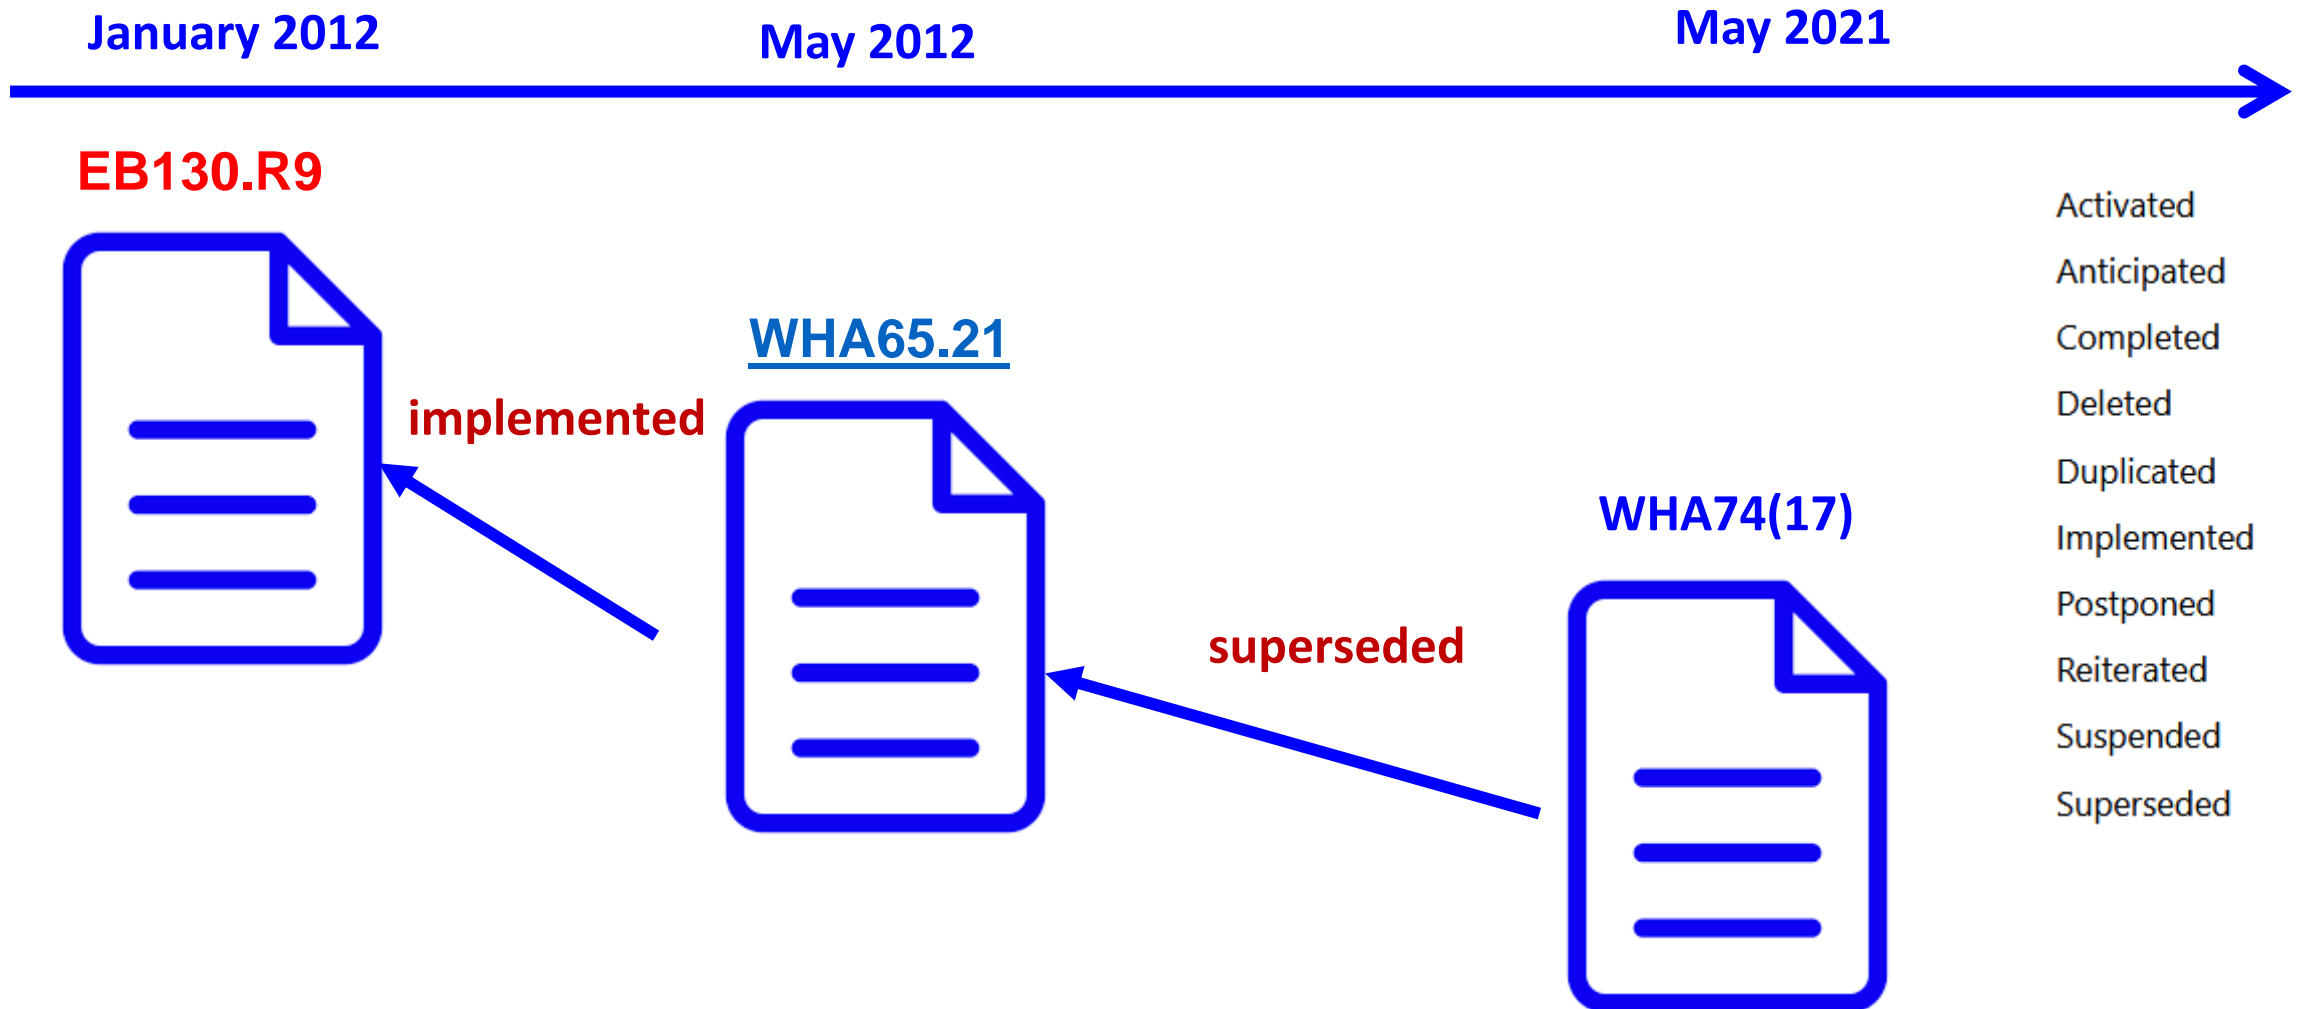 January 2012
May 2012
May 2021
EB130.R9
WHA65.21
WHA74(17)
implemented
superseded
Activated
Anticipated
Completed
Deleted
Duplicated
Implemented
Postponed
Reiterated
Suspended
Superseded